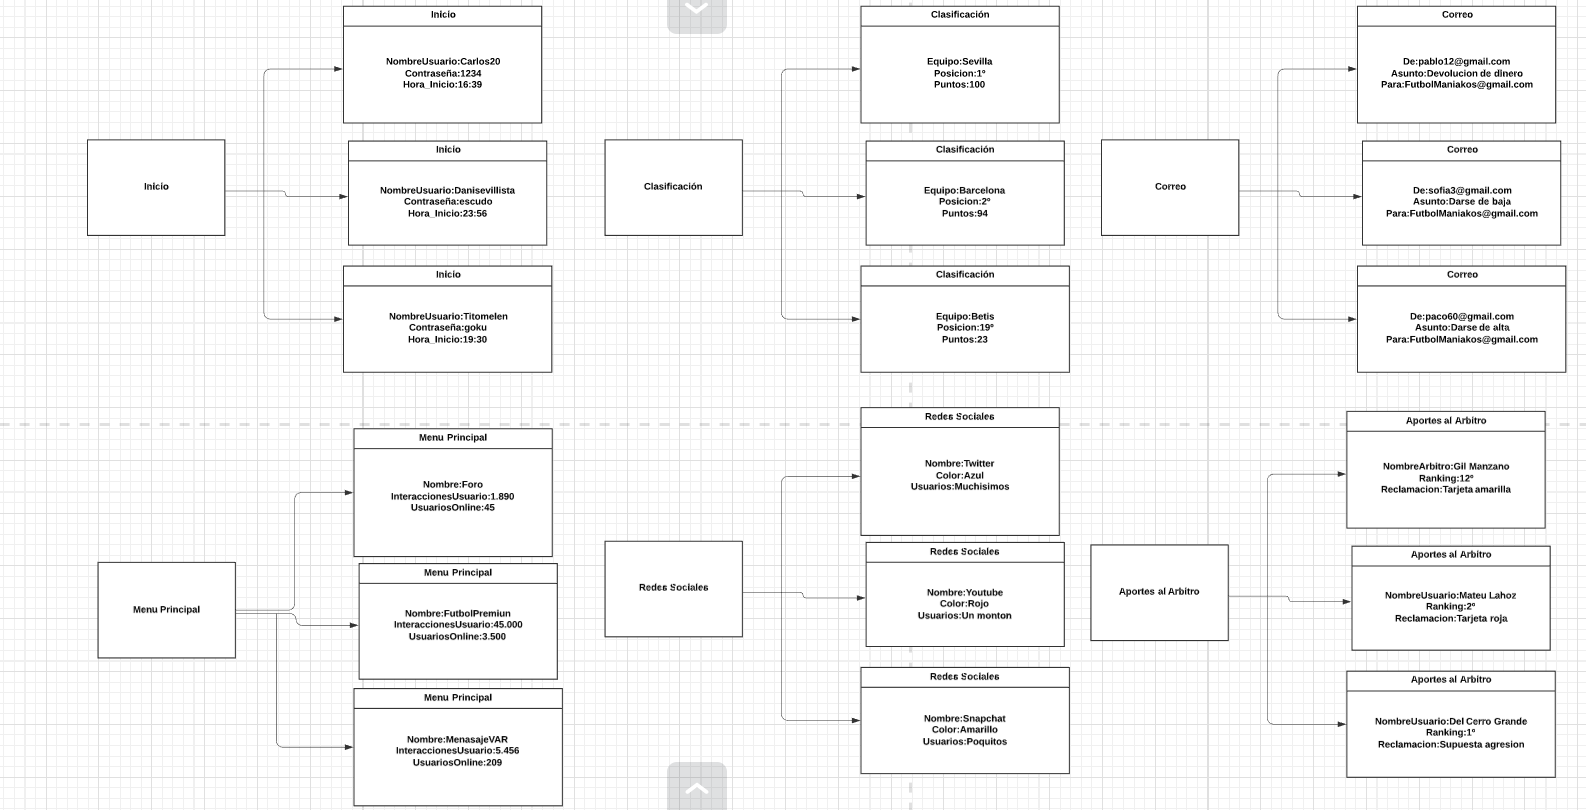 Inicio
Inicio
NombreUsuario:Carlos20
Contraseña:1234
Hora_Inicio:16:39
Inicio
NombreUsuario:Danisevillista
Contraseña:escudo
Hora_Inicio:23:56
Inicio
NombreUsuario:Titomelen
Contraseña:goku
Hora_Inicio:19:30
Clasificación
Clasificación
Equipo:Sevilla
Posicion:1º
Puntos:100
Clasificación
Equipo:Barcelona
Posicion:2º
Puntos:94
Clasificación
Equipo:Betis
Posicion:19º
Puntos:23
Correo
Correo
De:pablo12@gmail.com
Asunto:Devolucion de dinero
Para:FutbolManiakos@gmail.com
Correo
De:sofia3@gmail.com
Asunto:Darse de baja
Para:FutbolManiakos@gmail.com
Correo
De:paco60@gmail.com
Asunto:Darse de alta
Para:FutbolManiakos@gmail.com
Menu Principal
Menu Principal
Nombre:Foro
InteraccionesUsuario:1.890
UsuariosOnline:45
Menu Principal
Nombre:FutbolPremiun
InteraccionesUsuario:45.000
UsuariosOnline:3.500
Menu Principal
Nombre:MenasajeVAR
InteraccionesUsuario:5.456
UsuariosOnline:209
Redes Sociales
Redes Sociales
Nombre:Twitter
Color:Azul
Usuarios:Muchisimos
Redes Sociales
Nombre:Youtube
Color:Rojo
Usuarios:Un monton
Redes Sociales
Nombre:Snapchat
Color:Amarillo
Usuarios:Poquitos
Aportes al Arbitro
Aportes al Arbitro
NombreArbitro:Gil Manzano
Ranking:12º
Reclamacion:Tarjeta amarilla
Aportes al Arbitro
NombreUsuario:Mateu Lahoz
Ranking:2º
Reclamacion:Tarjeta roja
Aportes al Arbitro
NombreUsuario:Del Cerro Grande
Ranking:1º
Reclamacion:Supuesta agresion